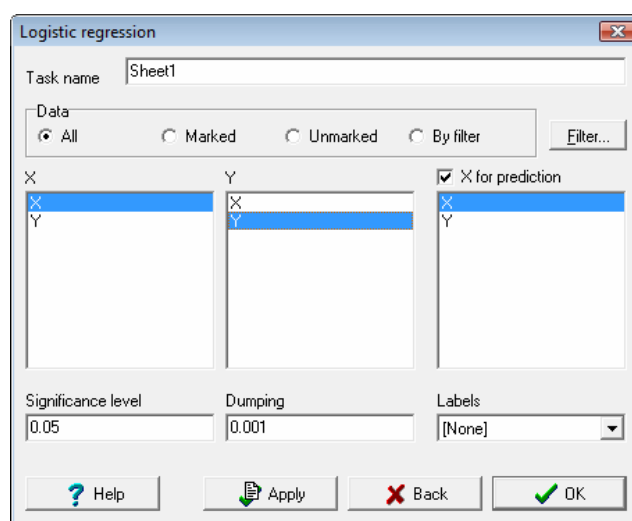 Logistic regression
Task name Sheet1
Data
All Marked Unmarked By filter Filter...
X Y X for prediction
X X X
Y Y Y
Significance level Dumping Labels
0.05 0.001 [None]
? Help Apply Back OK